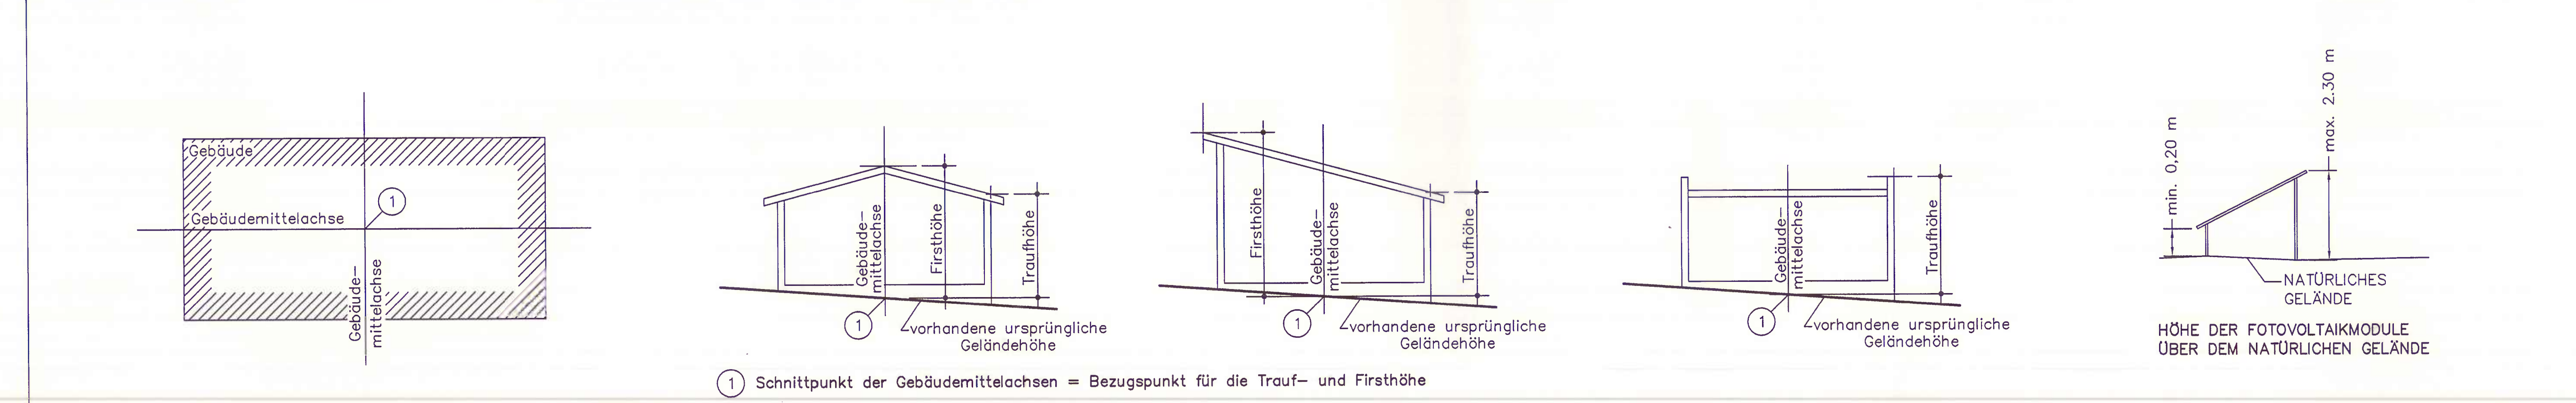 Gebäude
Gebäudemittelachse
1
Gebäude-
mittelachse
Gebäude-
mittelachse
Firsthöhe
Traufhöhe
1
vorhandene ursprüngliche
Geländehöhe
Firsthöhe
Gebäude-
mittelachse
Traufhöhe
1
vorhandene ursprüngliche
Geländehöhe
Gebäude-
mittelachse
Traufhöhe
1
vorhandene ursprüngliche
Geländehöhe
min. 0,20 m
max. 2.30 m
NATÜRLICHES
GELÄNDE
HÖHE DER FOTOVOLTAIKMODULE
ÜBER DEM NATÜRLICHEN GELÄNDE
1 Schnittpunkt der Gebäudemittelachsen = Bezugspunkt für die Trauf- und Firsthöhe